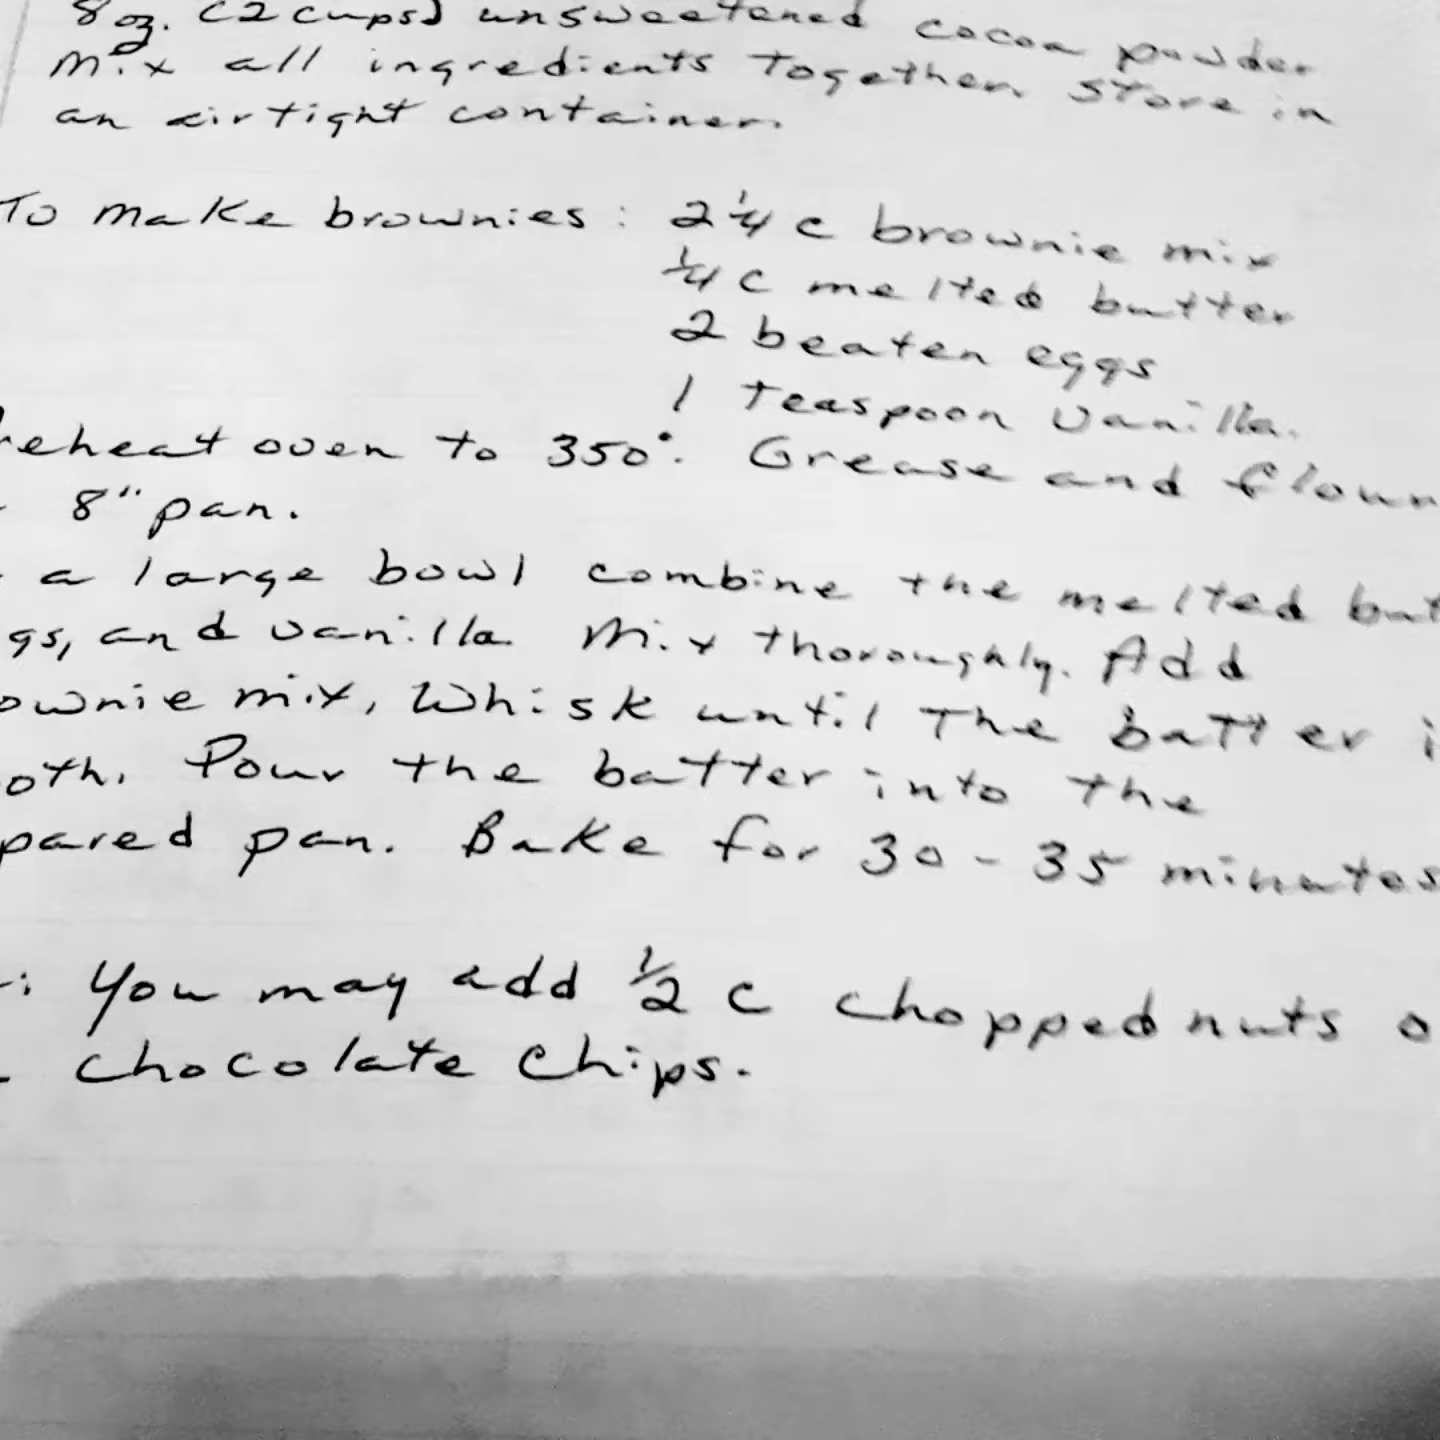 8 oz. (2 cups) unsweetened cocoa powder
Mix all ingredients together. Store in
an airtight container.
To make brownies: 2 1/4 c brownie mix
1/4 c melted butter
2 beaten eggs
1 teaspoon vanilla.
reheat oven to 350°. Grease and flour
8" pan.
a large bowl combine the melted but
gs, and vanilla. Mix thoroughly. Add
ownie mix. Whisk until The batter i
oth. Pour the batter into the
pared pan. Bake for 30-35 minutes
: You may add 1/2 c chopped nuts o
chocolate chips.